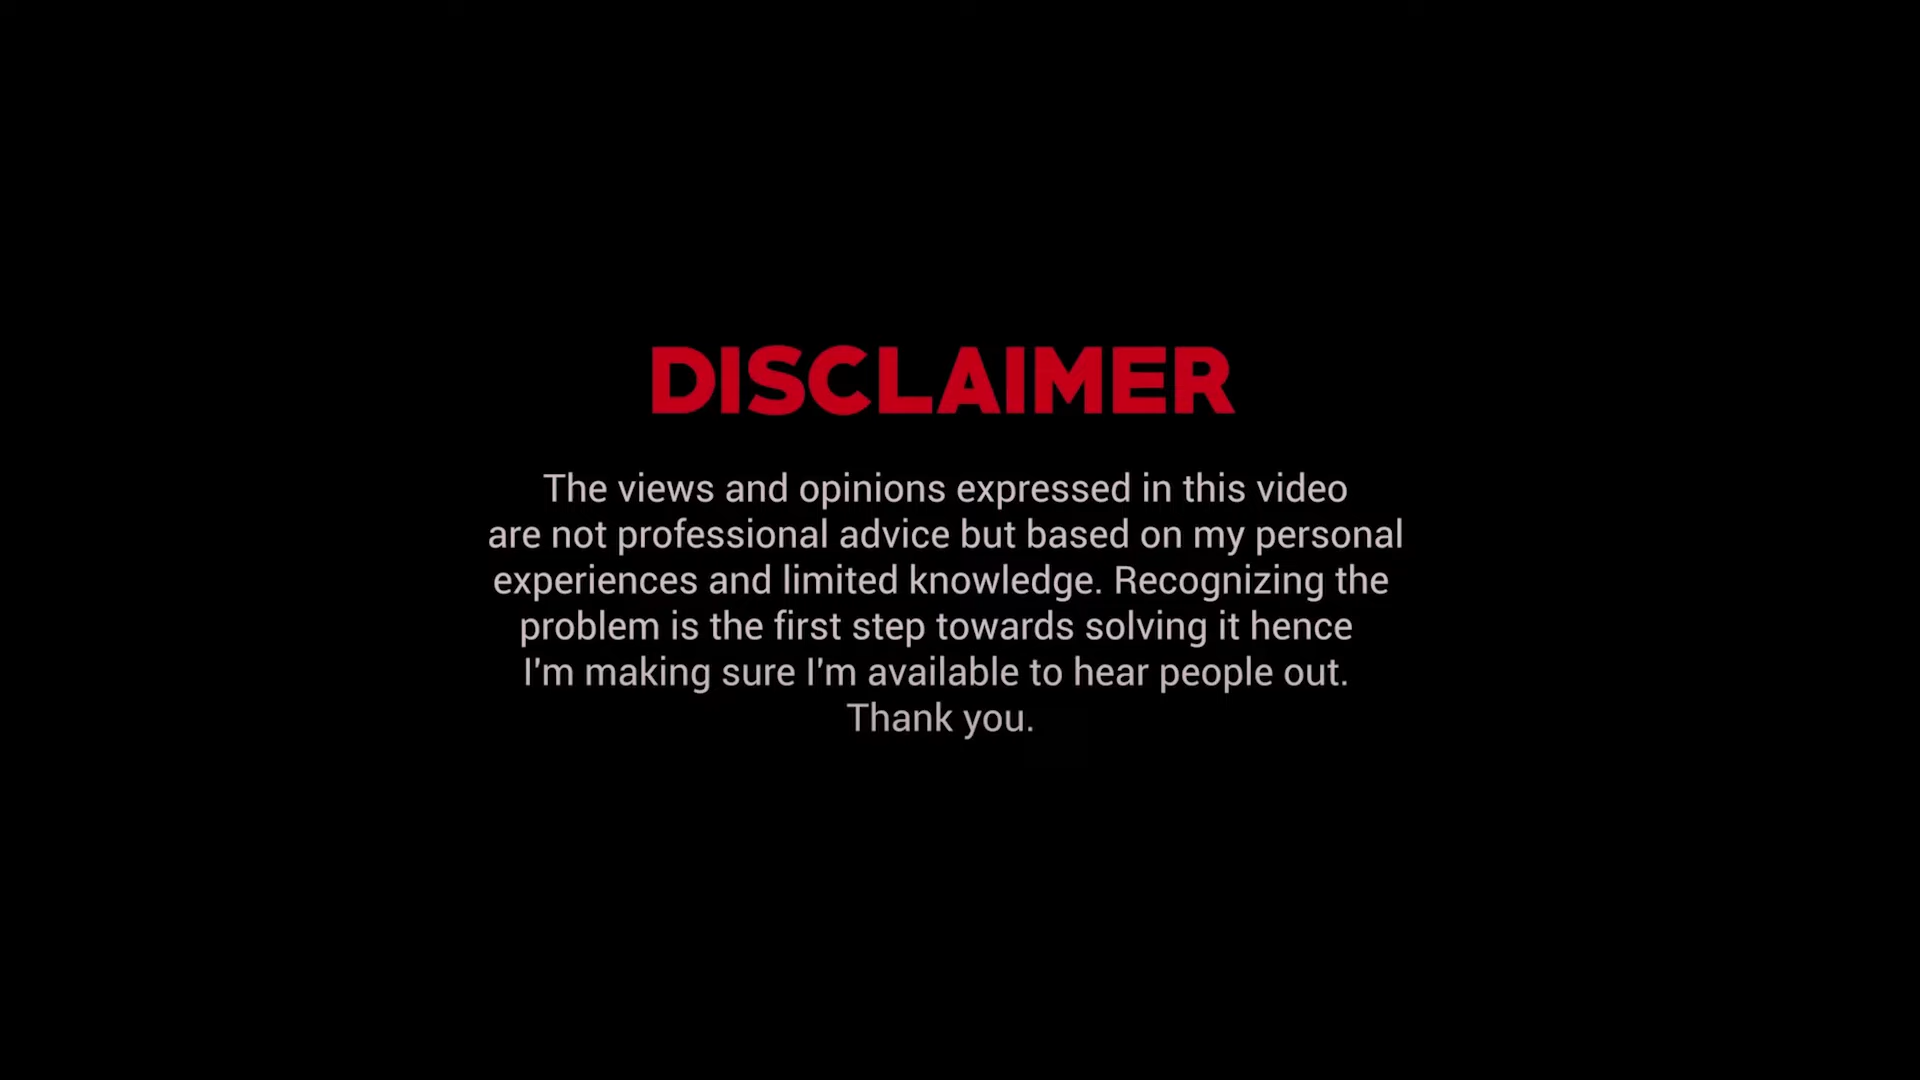 DISCLAIMER
The views and opinions expressed in this video
are not professional advice but based on my personal
experiences and limited knowledge. Recognizing the
problem is the first step towards solving it hence
I'm making sure I'm available to hear people out.
Thank you.